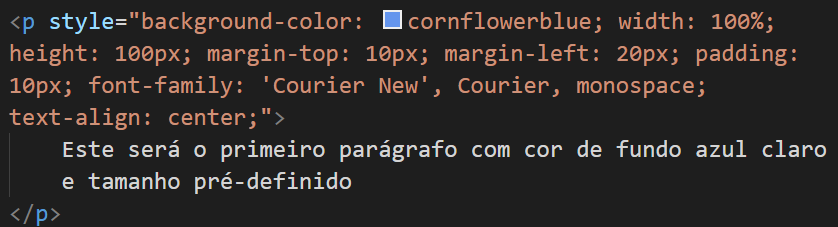 <p style="background-color: cornflowerblue; width: 100%;
height: 100px; margin-top: 10px; margin-left: 20px; padding:
10px; font-family: 'Courier New', Courier, monospace;
text-align: center;">
Este será o primeiro parágrafo com cor de fundo azul claro
e tamanho pré-definido
</p>